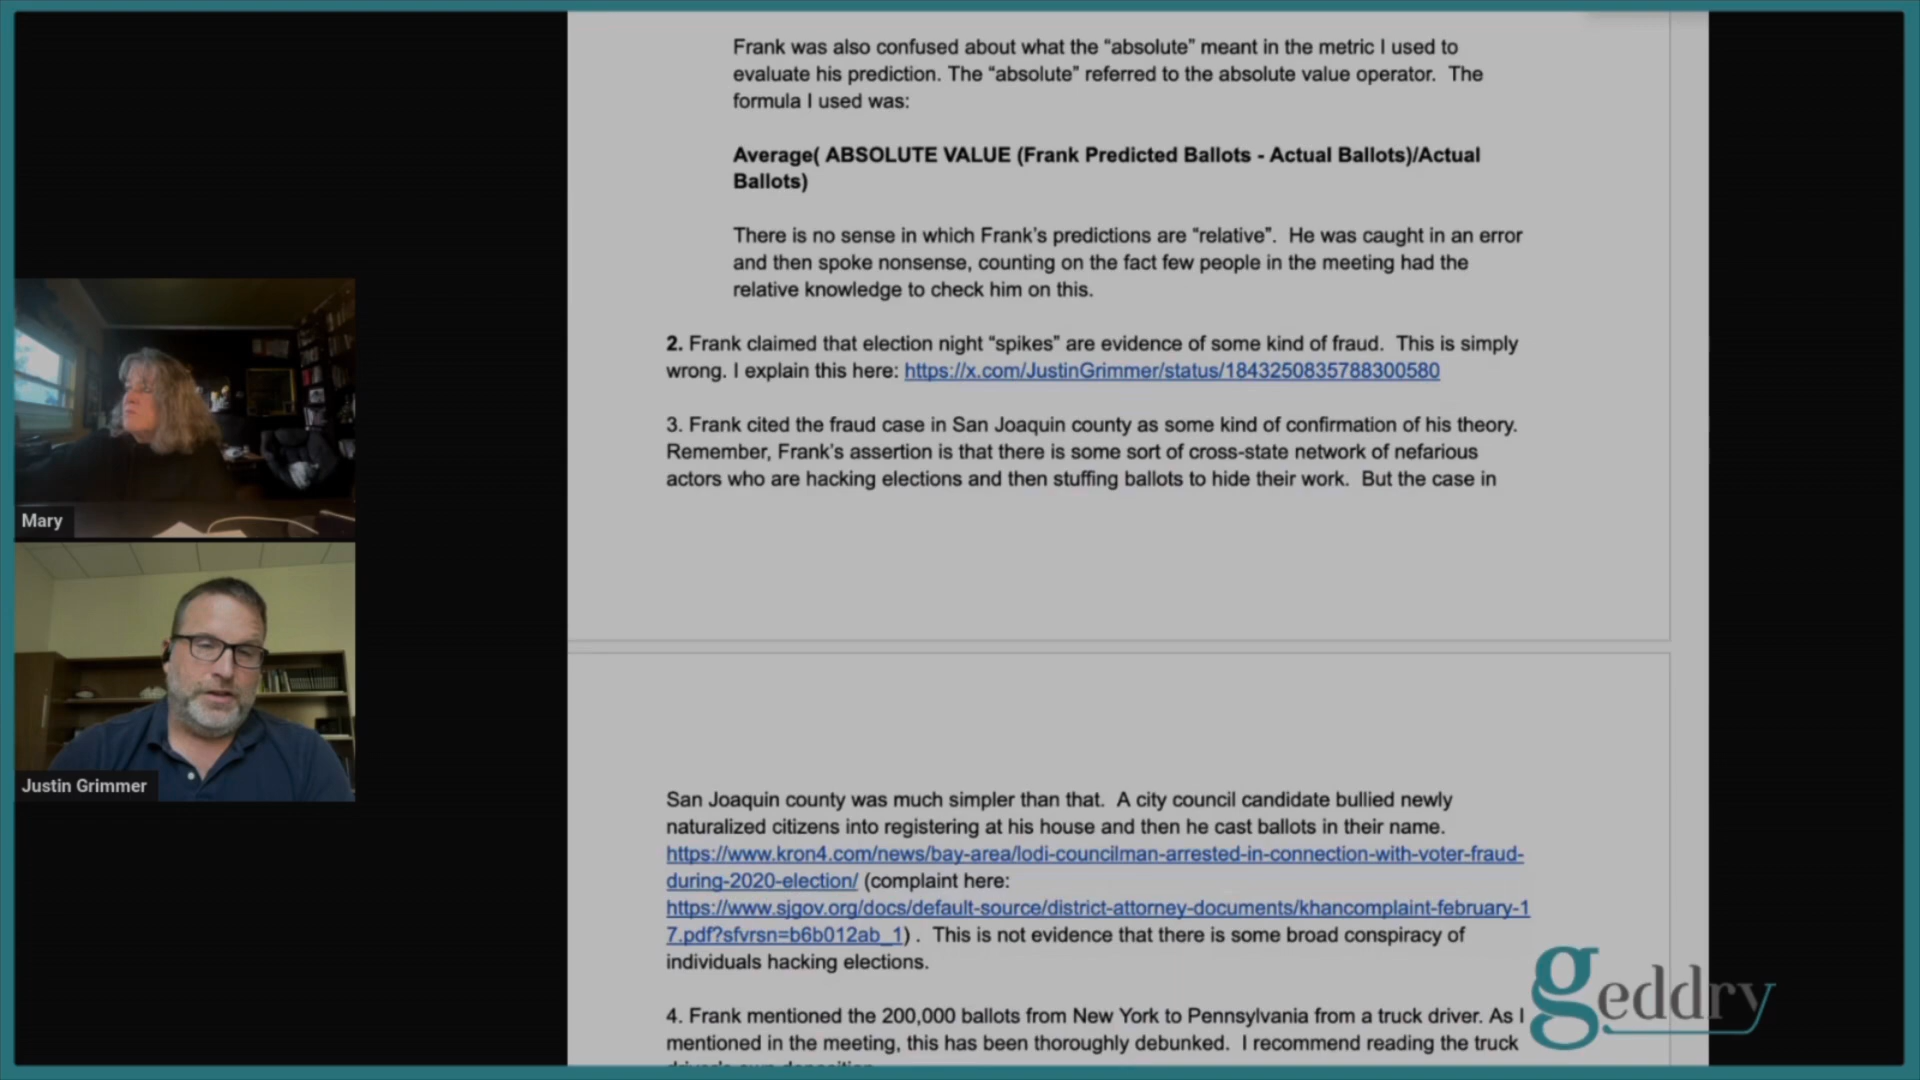 Frank was also confused about what the “absolute” meant in the metric I used to
evaluate his prediction. The “absolute” referred to the absolute value operator.  The
formula I used was:
Average( ABSOLUTE VALUE (Frank Predicted Ballots - Actual Ballots)/Actual
Ballots)
There is no sense in which Frank’s predictions are “relative”.  He was caught in an error
and then spoke nonsense, counting on the fact few people in the meeting had the
relative knowledge to check him on this.
2. Frank claimed that election night “spikes” are evidence of some kind of fraud.  This is simply
wrong. I explain this here: https://x.com/JustinGrimmer/status/1843250835788300580
3. Frank cited the fraud case in San Joaquin county as some kind of confirmation of his theory.
Remember, Frank’s assertion is that there is some sort of cross-state network of nefarious
actors who are hacking elections and then stuffing ballots to hide their work.  But the case in
Mary
Justin Grimmer
San Joaquin county was much simpler than that.  A city council candidate bullied newly
naturalized citizens into registering at his house and then he cast ballots in their name.
https://www.kron4.com/news/bay-area/lodi-councilman-arrested-in-connection-with-voter-fraud-
during-2020-election/ (complaint here:
https://www.sjgov.org/docs/default-source/district-attorney-documents/khancomplaint-february-1
7.pdf?sfvrsn=b6b012ab_1) .  This is not evidence that there is some broad conspiracy of
individuals hacking elections.
4. Frank mentioned the 200,000 ballots from New York to Pennsylvania from a truck driver. As I
mentioned in the meeting, this has been thoroughly debunked.  I recommend reading the truck
geddry